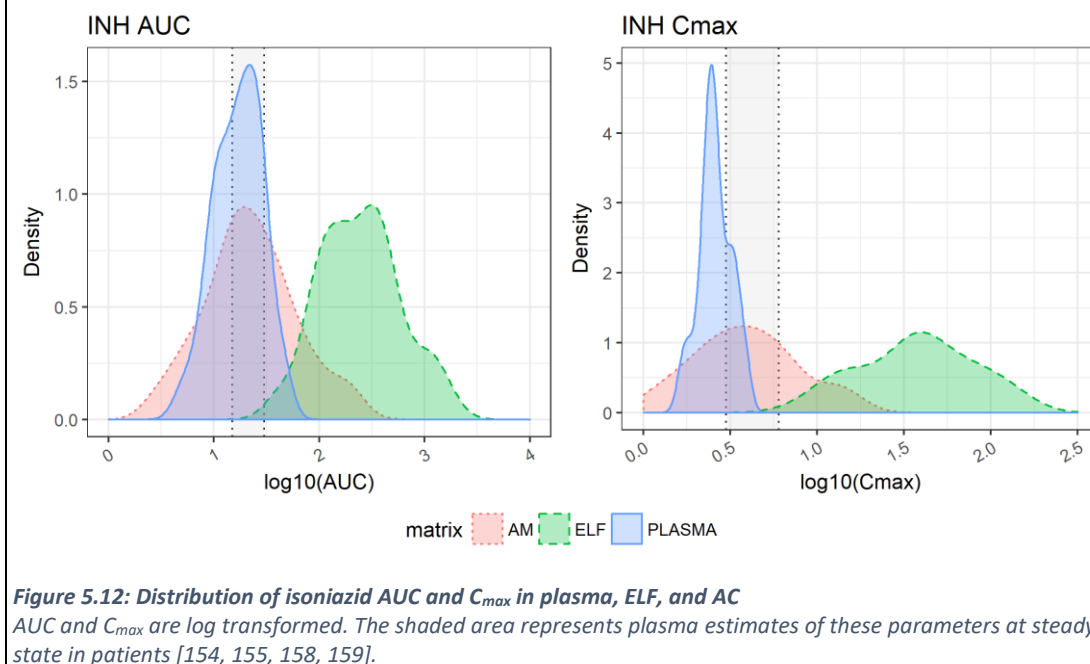 INH AUC
INH Cmax
Density
1.5
1.0
0.5
0.0
0
1
2
3
4
log10(AUC)
Density
5
4
3
2
1
0
0.0
0.5
1.0
1.5
2.0
2.5
log10(Cmax)
matrix AM ELF PLASMA
Figure 5.12: Distribution of isoniazid AUC and Cmax in plasma, ELF, and AC
AUC and Cmax are log transformed. The shaded area represents plasma estimates of these parameters at steady
state in patients [154, 155, 158, 159].